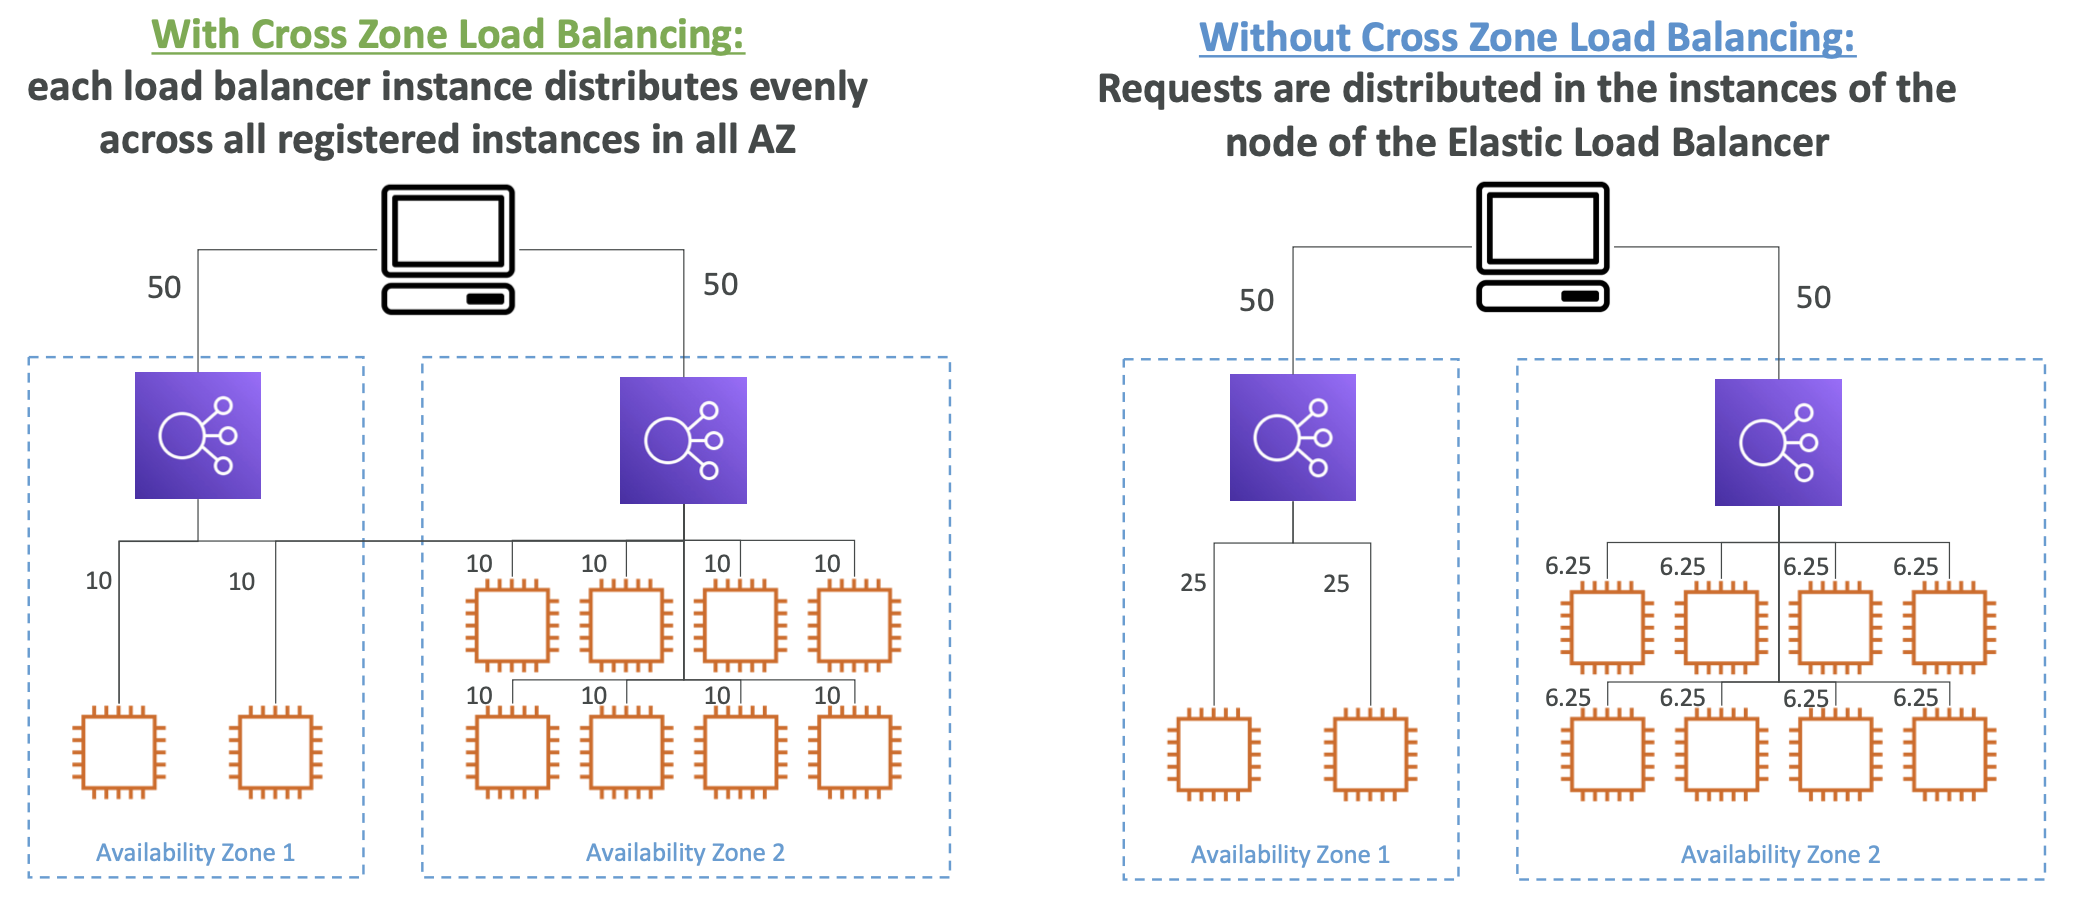 With Cross Zone Load Balancing:
each load balancer instance distributes evenly
across all registered instances in all AZ
50
50
10
10
10
10
10
10
10
10
10
10
Availability Zone 1
Availability Zone 2
Without Cross Zone Load Balancing:
Requests are distributed in the instances of the
node of the Elastic Load Balancer
50
50
25
25
6.25
6.25
6.25
6.25
6.25
6.25
6.25
6.25
Availability Zone 1
Availability Zone 2